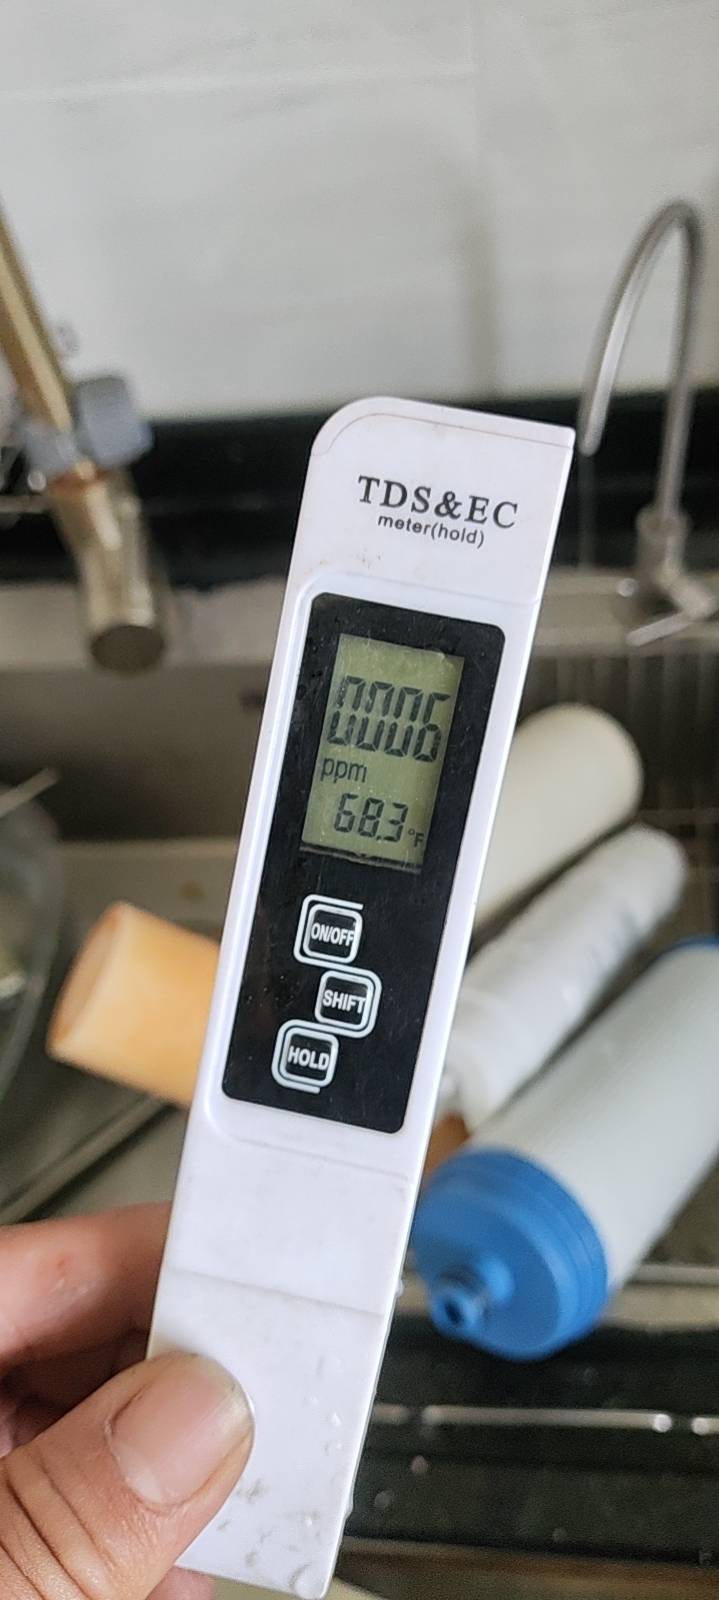 TDS&EC
meter(hold)
0006
ppm
68.3°F
ON/OFF
SHIFT
HOLD